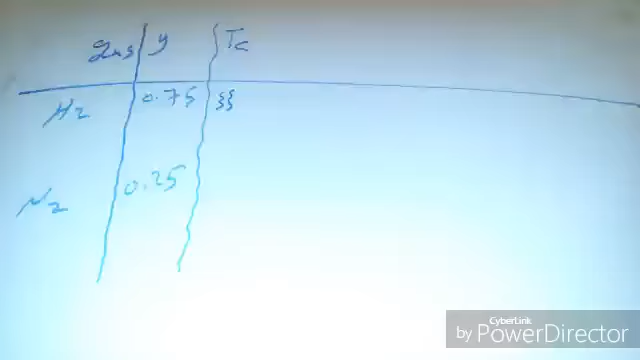 Gas y Tc
H2 0.75 33
N2 0.25
CyberLink
by PowerDirector